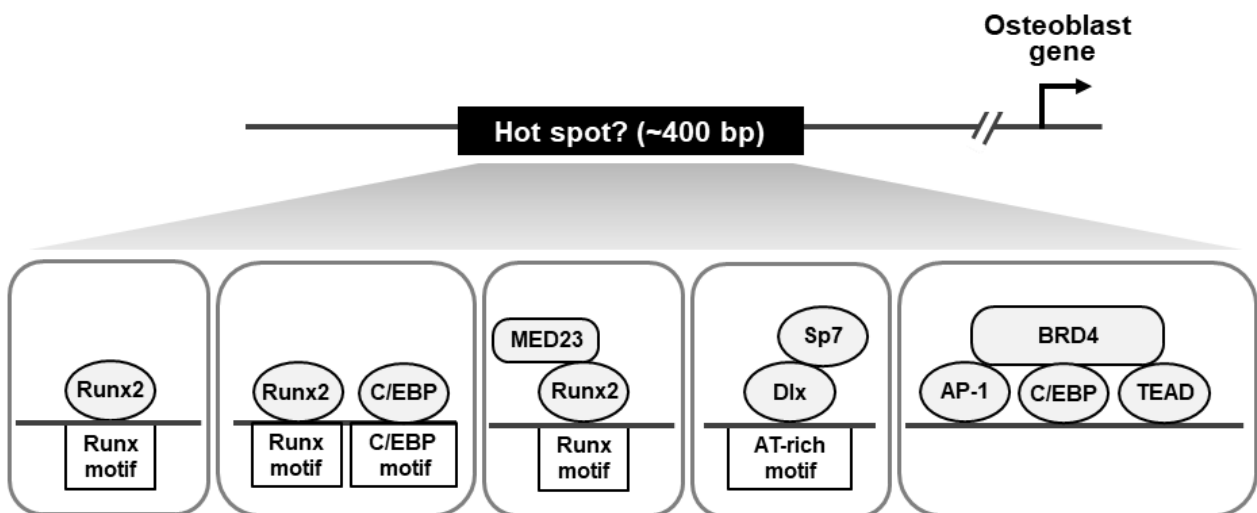 Osteoblast
gene
Hot spot? (~400 bp)
Runx2
Runx
motif
Runx2
C/EBP
Runx
motif
C/EBP
motif
MED23
Runx2
Runx
motif
Sp7
Dlx
AT-rich
motif
BRD4
AP-1
C/EBP
TEAD